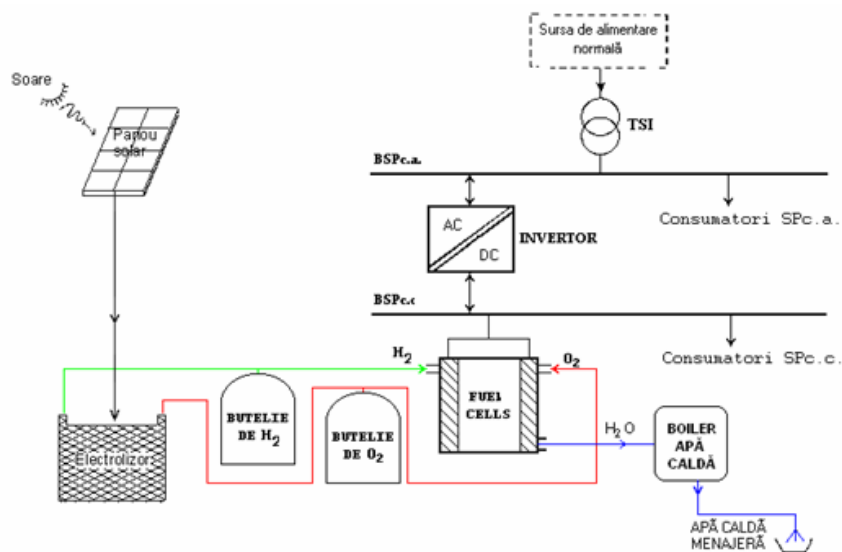 Sursa de alimentare
normală
Soare
Panou
solar
TSI
BSPc.a.
Consumatori SPc.a.
AC
DC
INVERTOR
BSPc.c
Consumatori SPc.c.
H2
O2
FUEL
CELLS
BUTELIE
DE H2
BUTELIE
DE O2
Electrolizor
H2O
BOILER
APĂ
CALDĂ
APĂ CALDĂ
MENAJERĂ